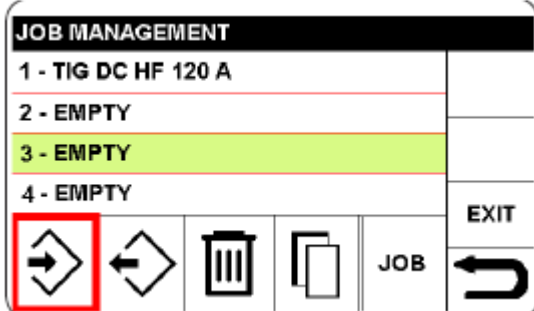 JOB MANAGEMENT
1 - TIG DC HF 120 A
2 - EMPTY
3 - EMPTY
4 - EMPTY
EXIT
JOB